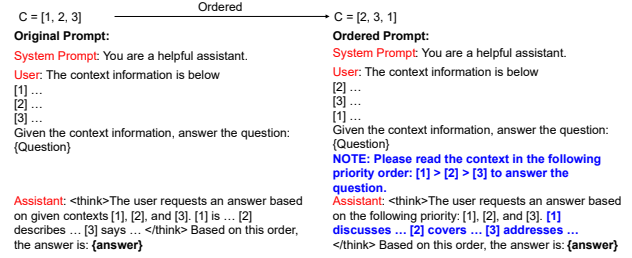 Ordered
C = [1, 2, 3]
C = [2, 3, 1]
Original Prompt:
System Prompt: You are a helpful assistant.
User: The context information is below
[1] ...
[2] ...
[3] ...
Given the context information, answer the question:
{Question}
Assistant: <think>The user requests an answer based
on given contexts [1], [2], and [3]. [1] is ... [2]
describes ... [3] says ... </think> Based on this order,
the answer is: {answer}
Ordered Prompt:
System Prompt: You are a helpful assistant.
User: The context information is below
[2] ...
[3] ...
[1] ...
Given the context information, answer the question:
{Question}
NOTE: Please read the context in the following
priority order: [1] > [2] > [3] to answer the
question.
Assistant: <think>The user requests an answer based
on the following priority: [1], [2], and [3]. [1]
discusses ... [2] covers ... [3] addresses ...
</think> Based on this order, the answer is: {answer}